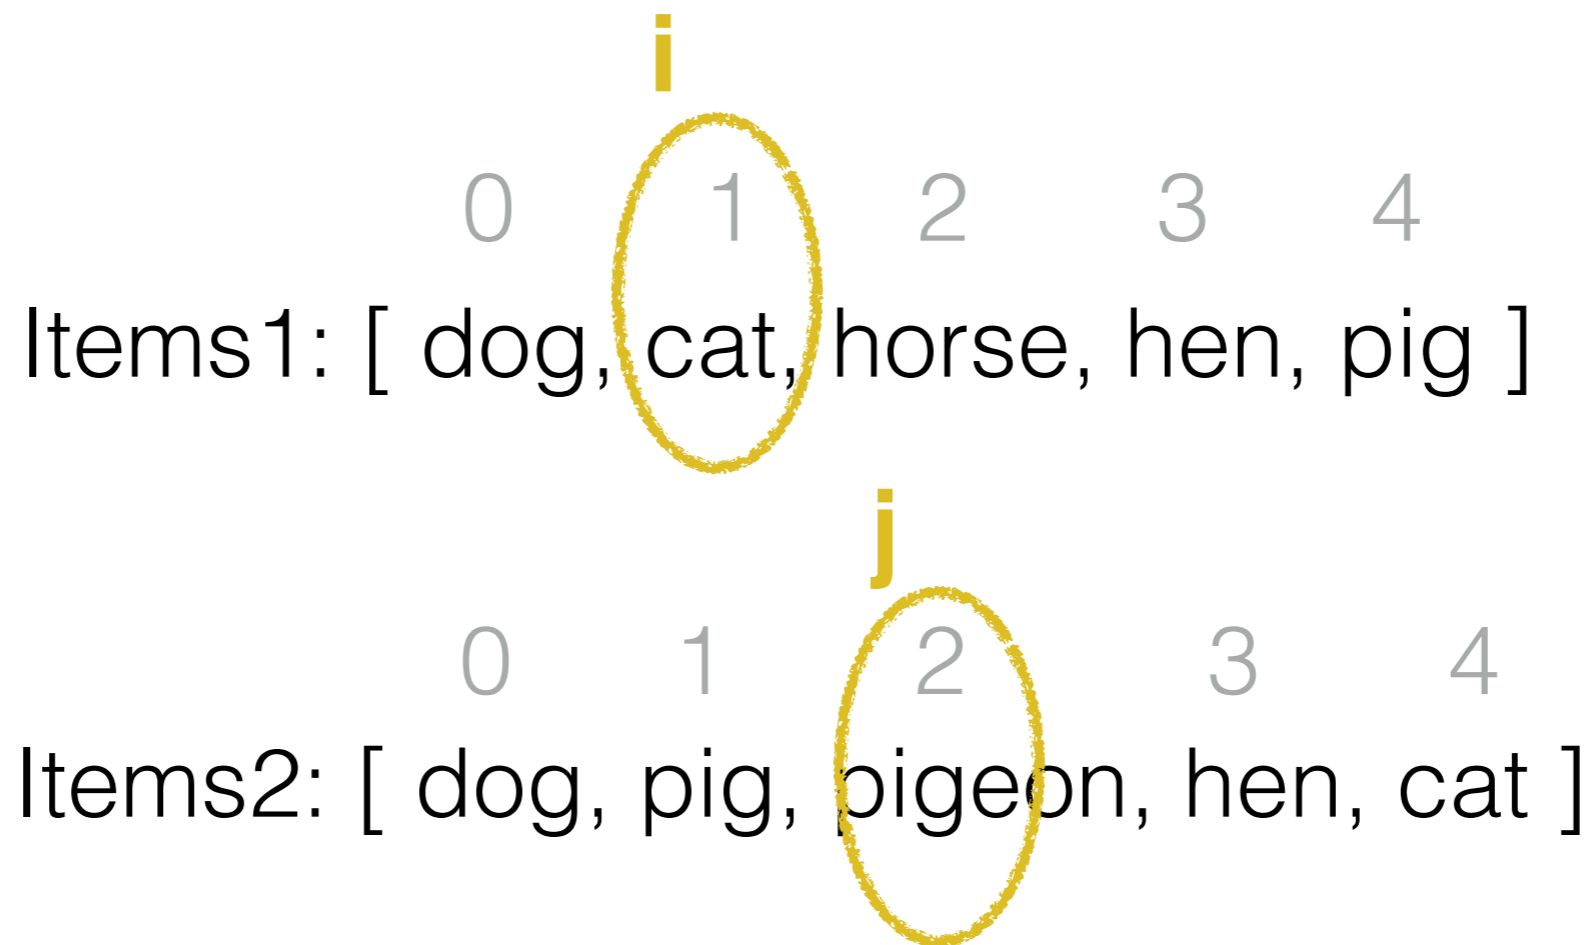 i
0 1 2 3 4
Items1: [ dog, cat, horse, hen, pig ]
j
0 1 2 3 4
Items2: [ dog, pig, pigeon, hen, cat ]